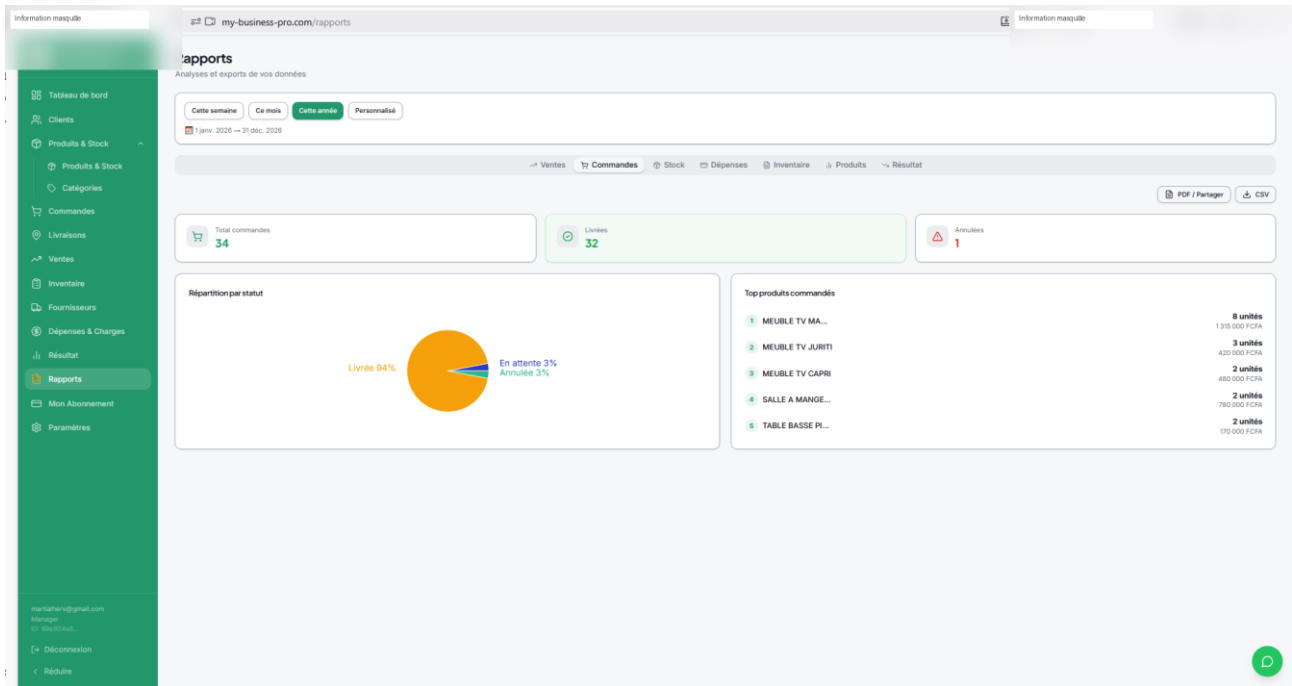 Information masquée
my-business-pro.com/rapports
Information masquée
Rapports
Analyses et exports de vos données
Tableau de bord
Clients
Produits & Stock
Produits & Stock
Catégories
Commandes
Livraisons
Ventes
Inventaire
Fournisseurs
Dépenses & Charges
Résultat
Rapports
Mon Abonnement
Paramètres
martialherv@gmail.com
Manager
Déconnexion
Réduire
Cette semaine
Ce mois
Cette année
Personnalisé
1 janv. 2026 → 31 déc. 2026
Ventes
Commandes
Stock
Dépenses
Inventaire
Produits
Résultat
PDF / Partager
CSV
Total commandes
34
Livrées
32
Annulées
1
Répartition par statut
Livrée 94%
En attente 3%
Annulée 3%
Top produits commandés
1 MEUBLE TV MA... 8 unités
1 315 000 FCFA
2 MEUBLE TV JURITI 3 unités
420 000 FCFA
3 MEUBLE TV CAPRI 2 unités
480 000 FCFA
4 SALLE A MANGE... 2 unités
780 000 FCFA
5 TABLE BASSE PI... 2 unités
170 000 FCFA